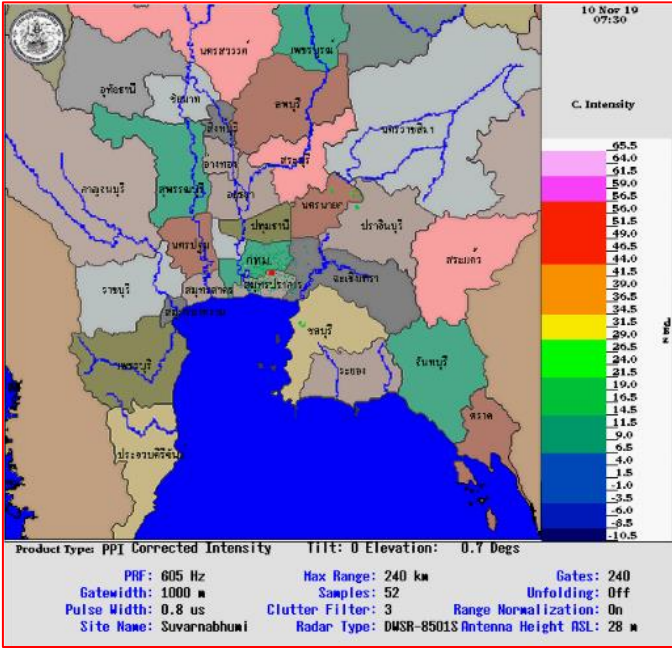 10 Nov 19
07:30
C. Intensity
65.5
64.0
61.5
59.0
56.5
56.0
51.5
49.0
46.5
44.0
41.5
39.0
36.5
34.0
31.5
29.0
26.5
24.0
21.5
19.0
16.5
14.5
11.5
9.0
6.5
4.0
1.5
-1.0
-3.5
-6.0
-8.5
-10.5
นครสวรรค์
เพชรบูรณ์
อุทัยธานี
ชัยนาท
ลพบุรี
สิงห์บุรี
นครราชสีมา
อ่างทอง
สระบุรี
กาญจนบุรี
สุพรรณบุรี
อยุธยา
นครนายก
ปราจีนบุรี
ปทุมธานี
นครปฐม
กทม.
สระแก้ว
ฉะเชิงเทรา
ราชบุรี
สมุทรสาคร
สมุทรปราการ
ชลบุรี
เพชรบุรี
ระยอง
จันทบุรี
ตราด
ประจวบคีรีขันธ์
Product Type: PPI Corrected Intensity Tilt: 0 Elevation: 0.7 Degs
PRF: 605 Hz Max Range: 240 km Gates: 240
Gatewidth: 1000 m Samples: 52 Unfolding: Off
Pulse Width: 0.8 us Clutter Filter: 3 Range Normalization: On
Site Name: Suvarnabhumi Radar Type: DWSR-8501S Antenna Height ASL: 28 m